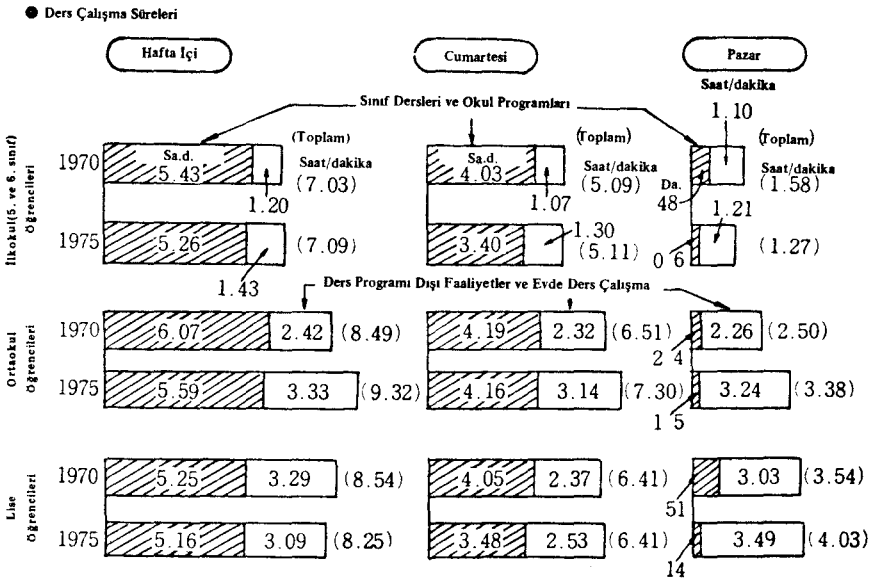 ● Ders Çalışma Süreleri
Hafta İçi
Cumartesi
Pazar
Saat/dakika
Sınıf Dersleri ve Okul Programları
1.10
İlkokul(5. ve 6. sınıf)
Öğrencileri
1970
Sa.d.
5.43
1.20
(Toplam)
Saat/dakika
(7.03)
Sa.d.
4.03
1.07
(Toplam)
Saat/dakika
(5.09)
Da.
48
(Toplam)
Saat/dakika
(1.58)
1975
5.26
1.43
(7.09)
3.40
1.30
(5.11)
0 6
1.21
(1.27)
Ders Programı Dışı Faaliyetler ve Evde Ders Çalışma
Ortaokul
Öğrencileri
1970
6.07
2.42
(8.49)
4.19
2.32
(6.51)
2 4
2.26
(2.50)
1975
5.59
3.33
(9.32)
4.16
3.14
(7.30)
1 5
3.24
(3.38)
Lise
Öğrencileri
1970
5.25
3.29
(8.54)
4.05
2.37
(6.41)
51
3.03
(3.54)
1975
5.16
3.09
(8.25)
3.48
2.53
(6.41)
14
3.49
(4.03)